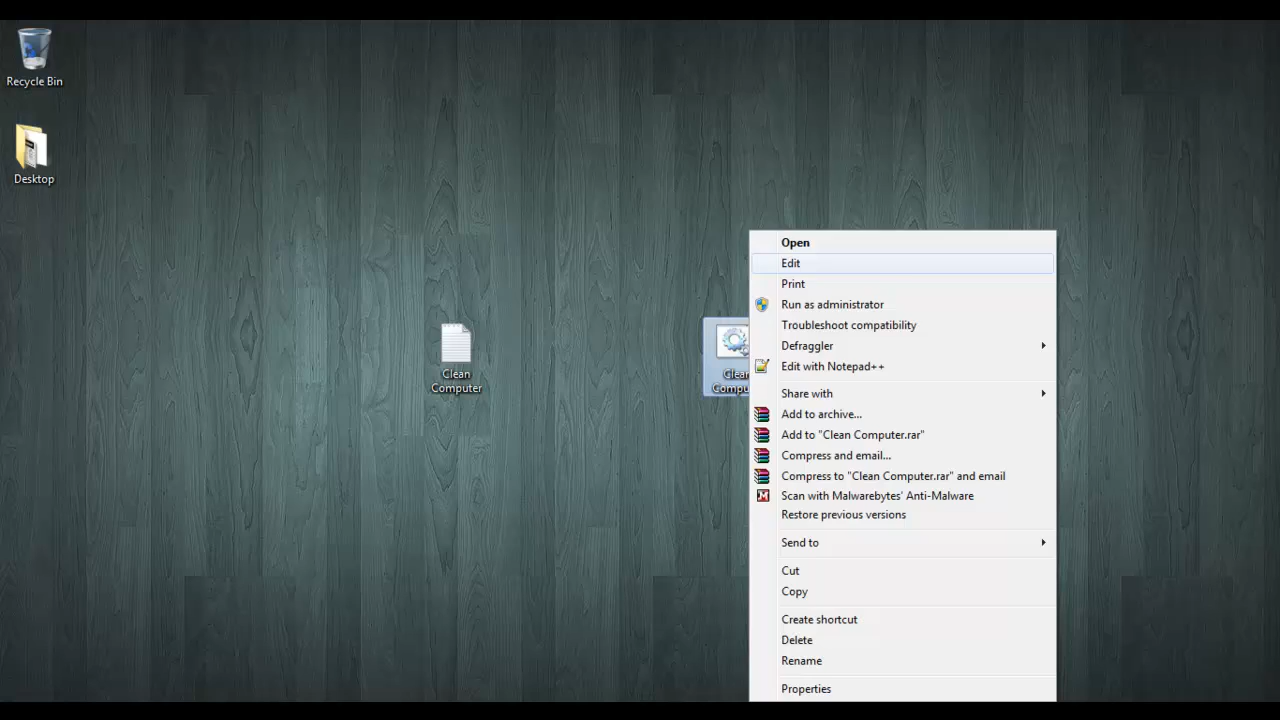 Recycle Bin
Desktop
Clean
Computer
Clean
Compu
Open
Edit
Print
Run as administrator
Troubleshoot compatibility
Defraggler
Edit with Notepad++
Share with
Add to archive...
Add to "Clean Computer.rar"
Compress and email...
Compress to "Clean Computer.rar" and email
Scan with Malwarebytes' Anti-Malware
Restore previous versions
Send to
Cut
Copy
Create shortcut
Delete
Rename
Properties